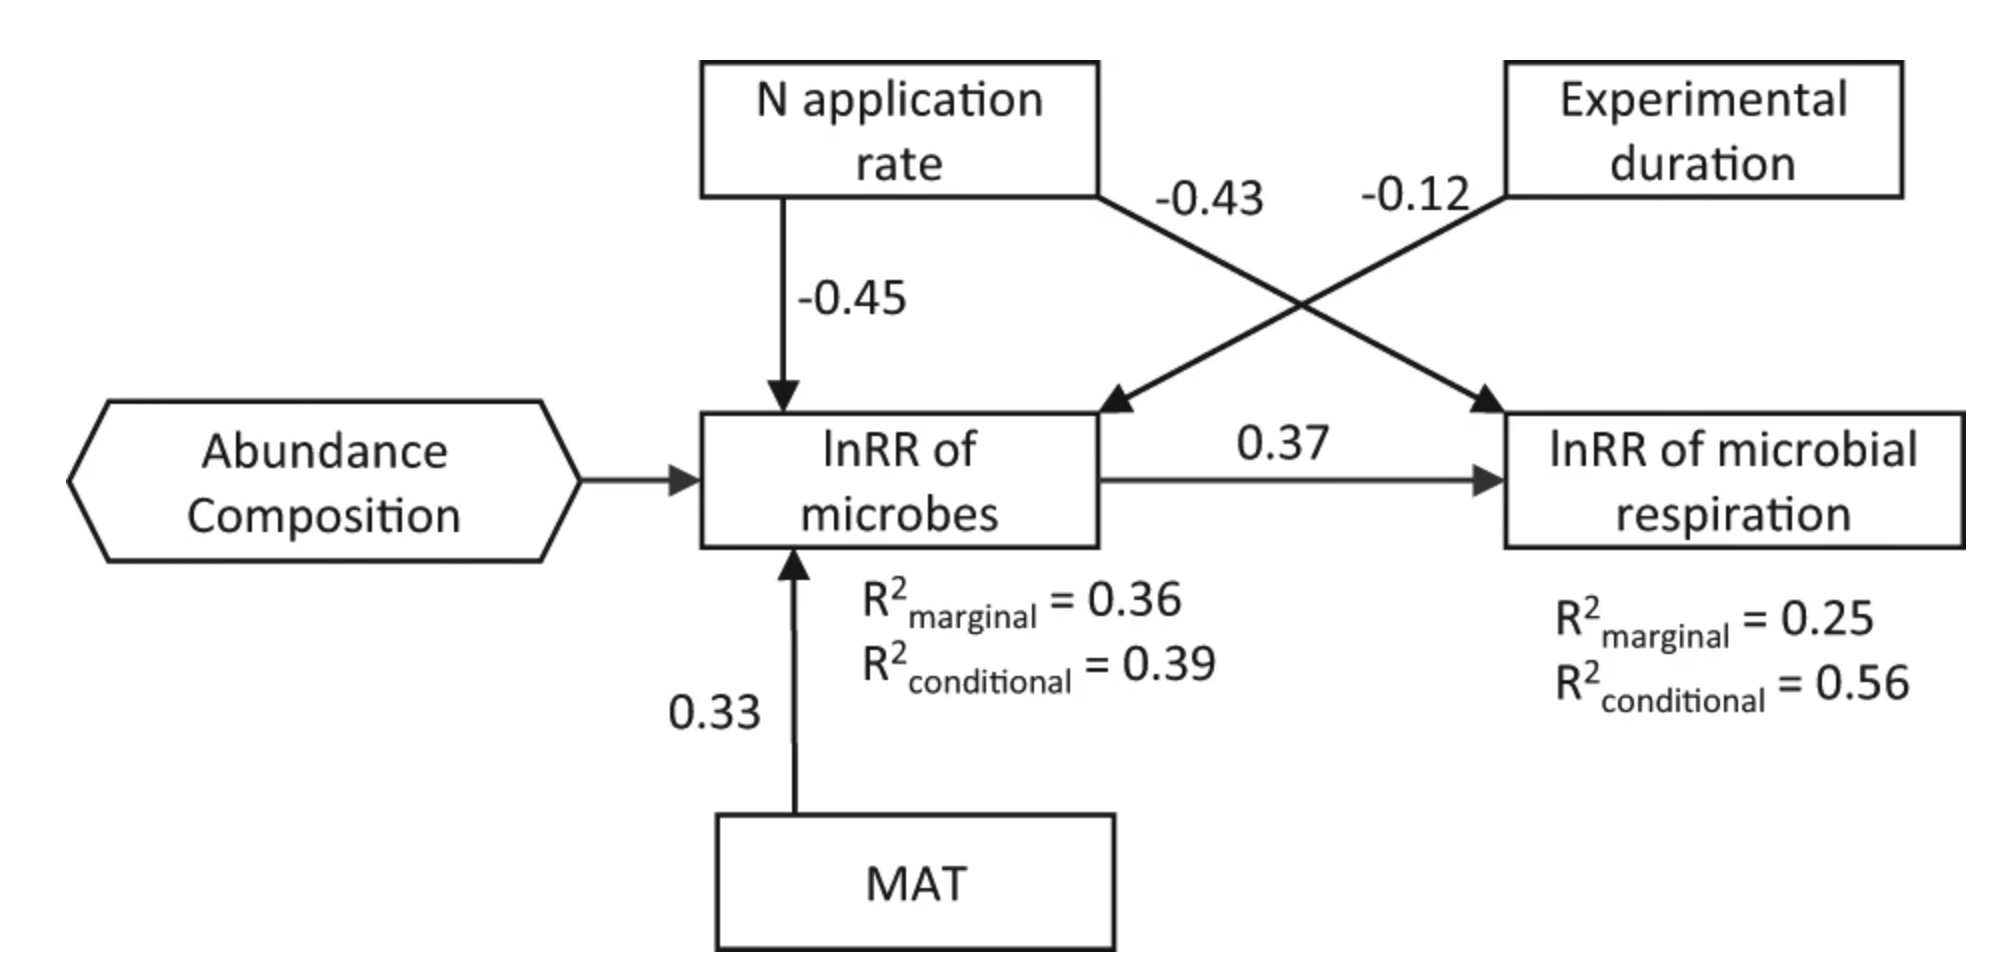 N application
rate
Experimental
duration
-0.43
-0.12
-0.45
Abundance
Composition
lnRR of
microbes
0.37
lnRR of microbial
respiration
R²marginal = 0.36
R²conditional = 0.39
R²marginal = 0.25
R²conditional = 0.56
0.33
MAT